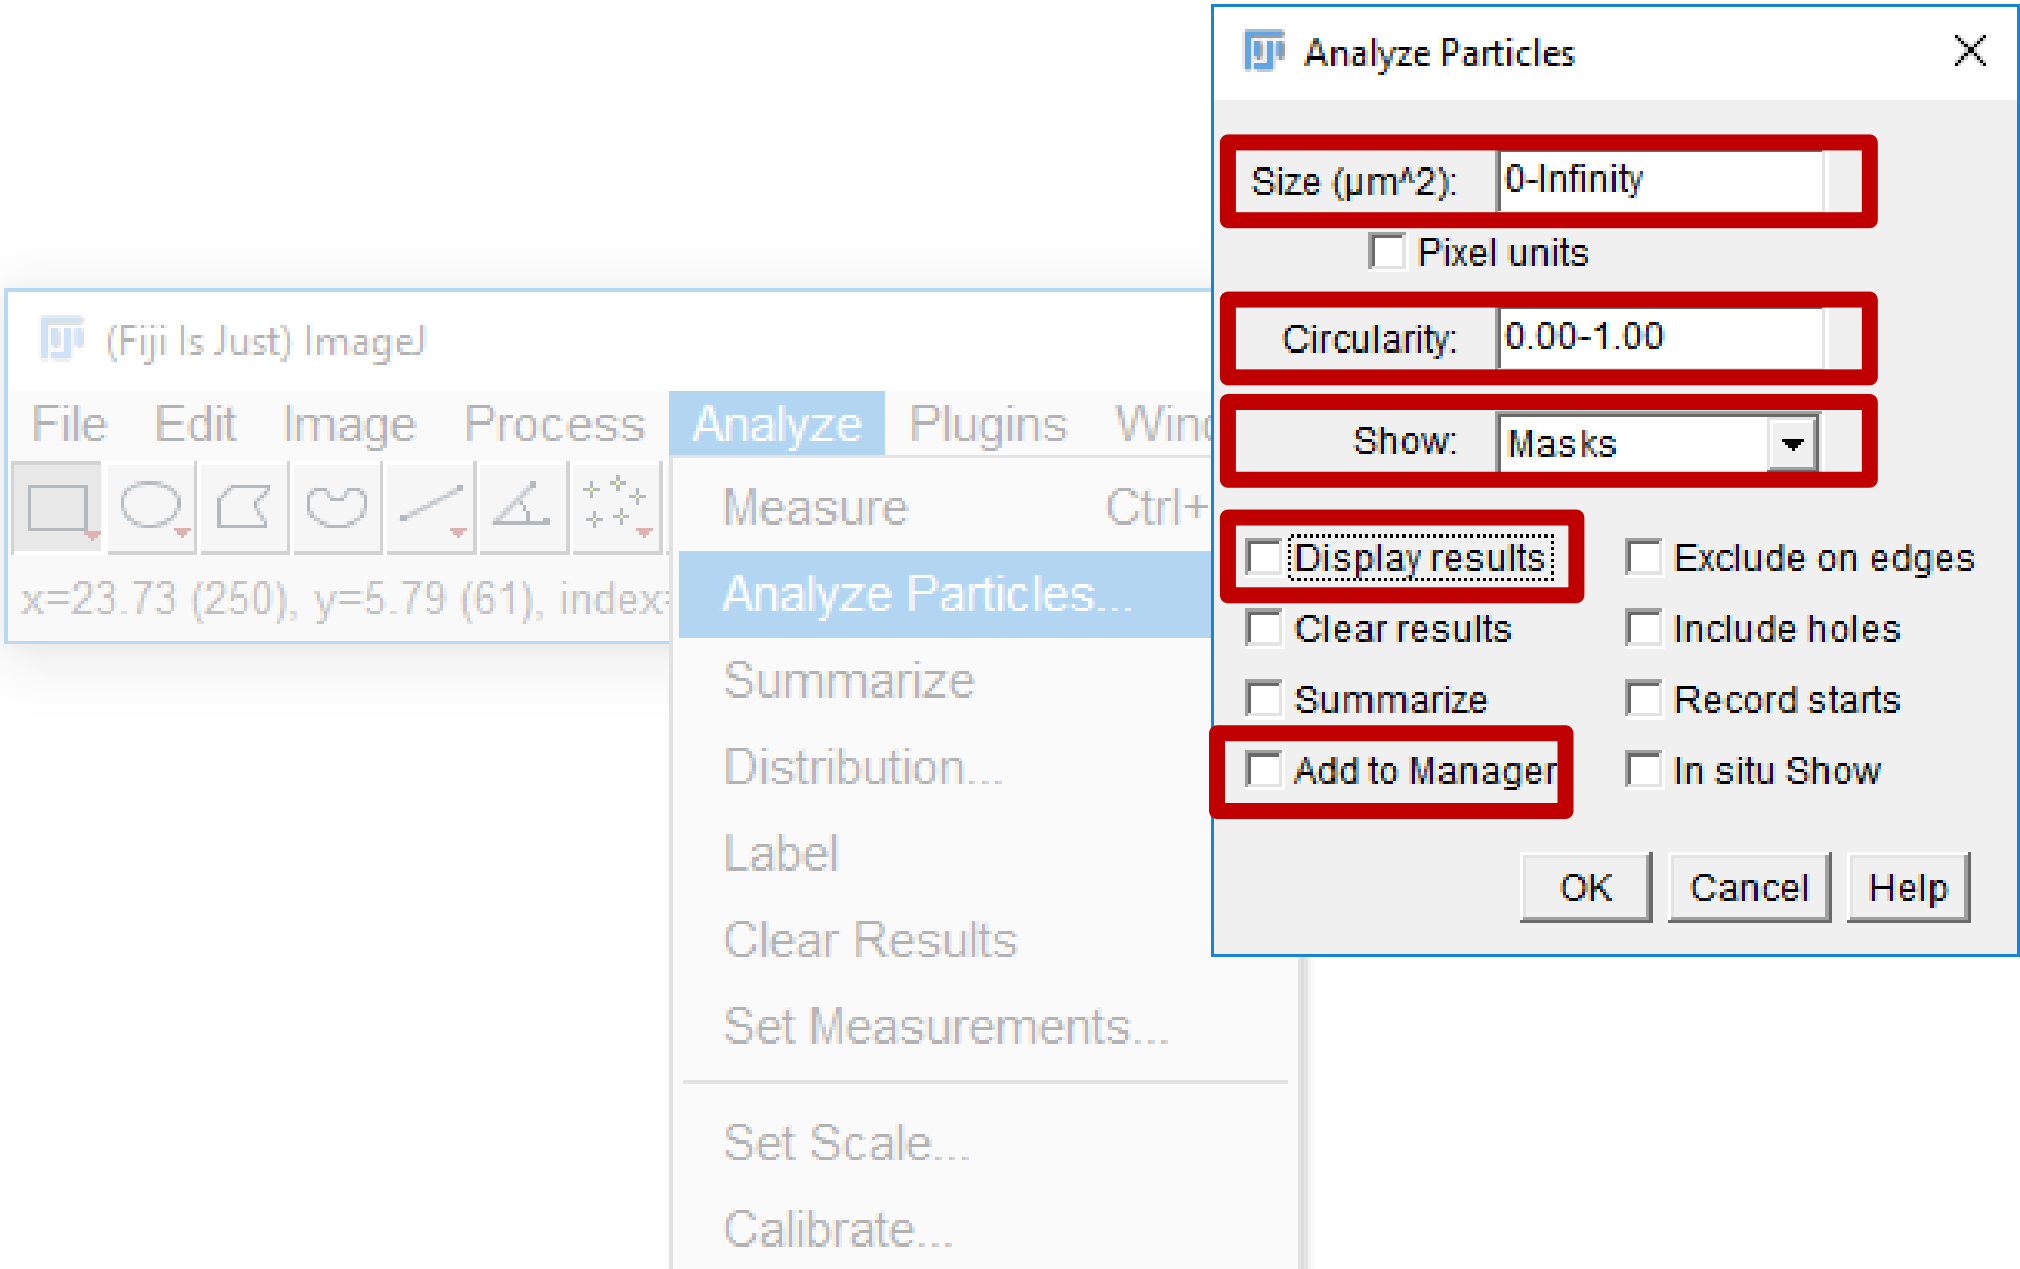 (Fiji Is Just) ImageJ
File Edit Image Process Analyze Plugins
x=23.73 (250), y=5.79 (61), index=
Measure Ctrl+
Analyze Particles...
Summarize
Distribution...
Label
Clear Results
Set Measurements...
Set Scale...
Calibrate...
Analyze Particles
Size (µm^2): 0-Infinity
Pixel units
Circularity: 0.00-1.00
Show: Masks
Display results Exclude on edges
Clear results Include holes
Summarize Record starts
Add to Manager In situ Show
OK Cancel Help